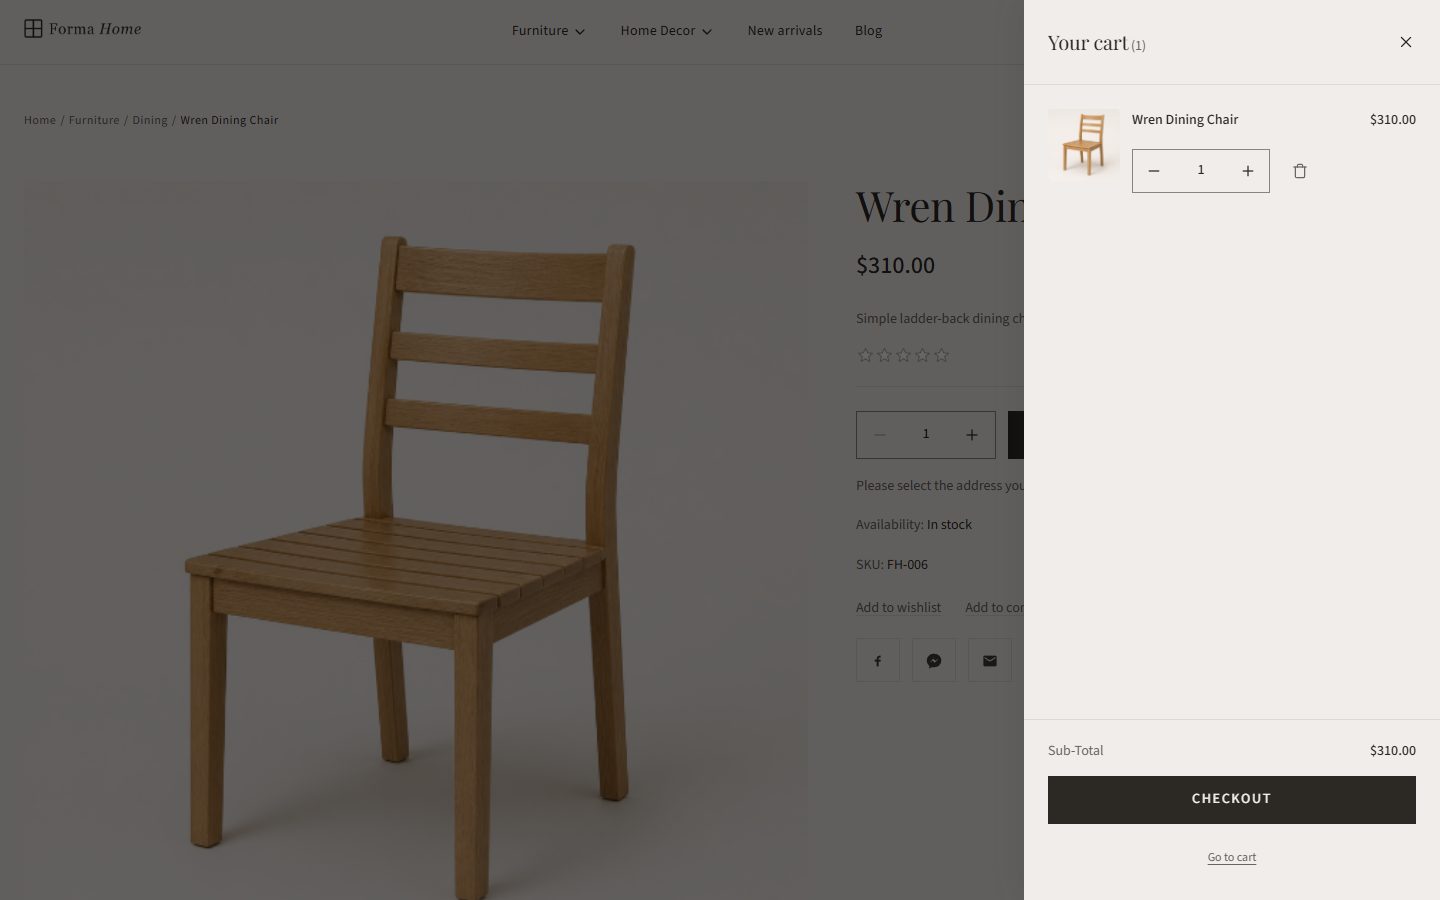 Forma Home
Furniture
Home Decor
New arrivals
Blog
Home / Furniture / Dining / Wren Dining Chair
Wren Din
$310.00
Simple ladder-back dining ch
1
Please select the address you
Availability: In stock
SKU: FH-006
Add to wishlist
Add to cor
Your cart (1)
Wren Dining Chair
$310.00
1
Sub-Total
$310.00
CHECKOUT
Go to cart